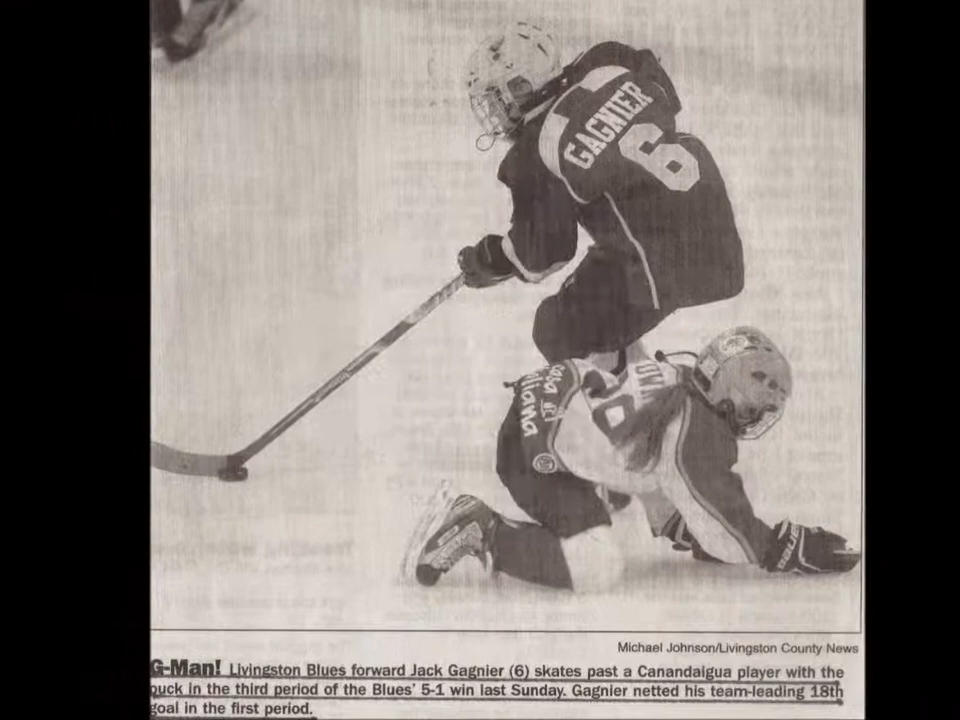 GAGNIER
6
Michael Johnson/Livingston County News
G-Man! Livingston Blues forward Jack Gagnier (6) skates past a Canandaigua player with the
puck in the third period of the Blues' 5-1 win last Sunday. Gagnier netted his team-leading 18th
goal in the first period.